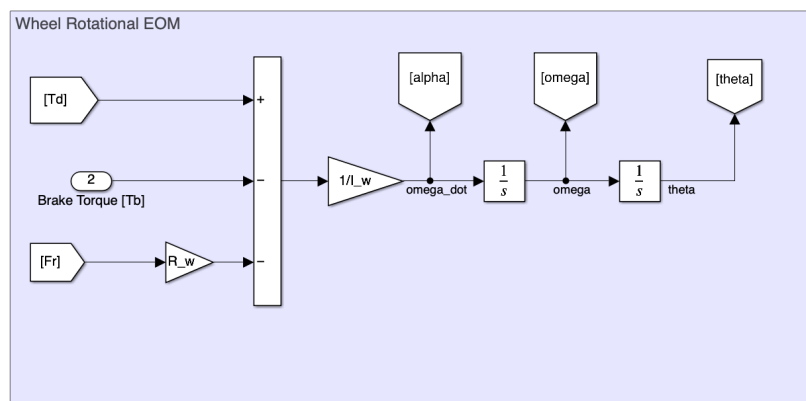 Wheel Rotational EOM
[alpha]
[omega]
[theta]
[Td]
+
2
−
1/I_w
omega_dot
1
s
omega
1
s
theta
Brake Torque [Tb]
[Fr]
R_w
−